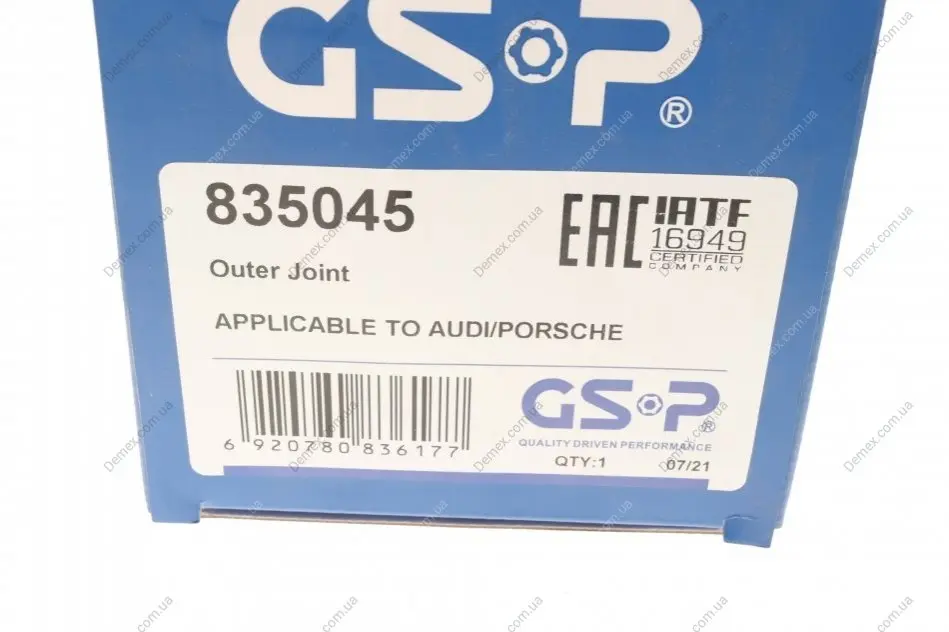 GSP®
835045
EAC
IATF
16949
CERTIFIED
COMPANY
Outer Joint
APPLICABLE TO AUDI/PORSCHE
6 920780 836177
GSP®
QUALITY DRIVEN PERFORMANCE
QTY:1 07/21
Demex.com.ua